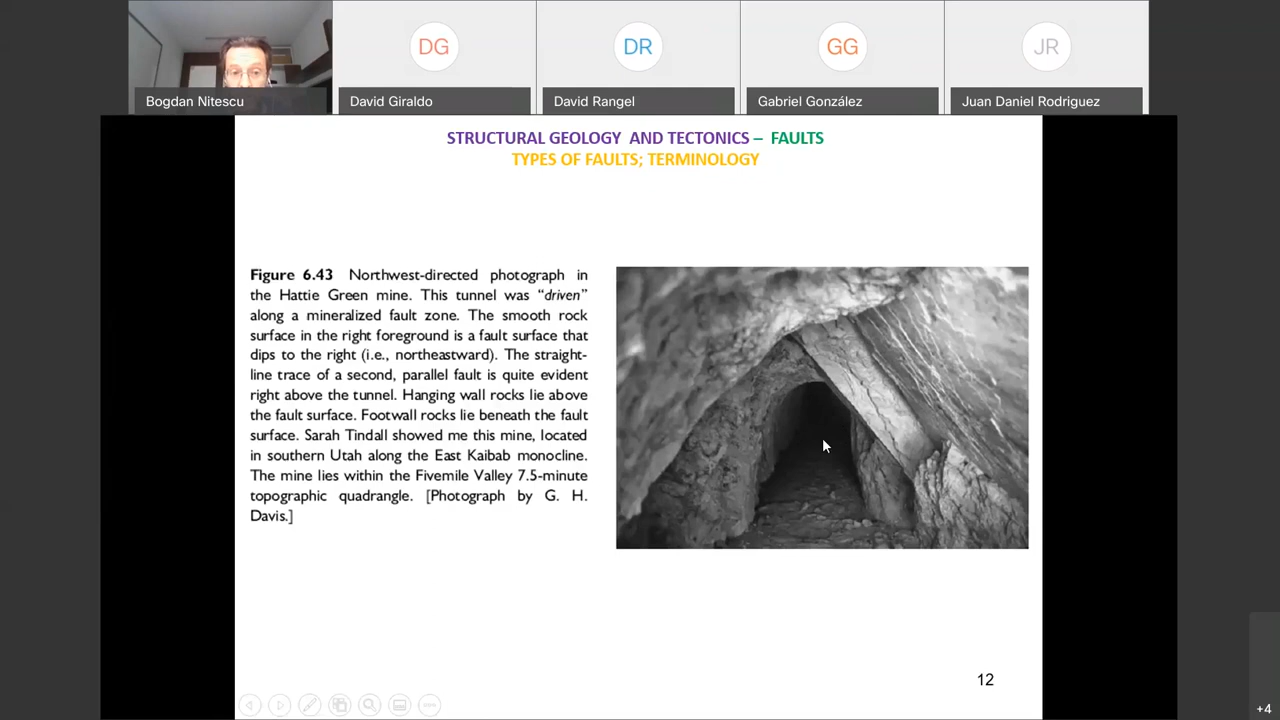 DG
DR
GG
JR
Bogdan Nitescu
David Giraldo
David Rangel
Gabriel González
Juan Daniel Rodriguez
STRUCTURAL GEOLOGY AND TECTONICS – FAULTS
TYPES OF FAULTS; TERMINOLOGY
Figure 6.43 Northwest-directed photograph in
the Hattie Green mine. This tunnel was “driven”
along a mineralized fault zone. The smooth rock
surface in the right foreground is a fault surface that
dips to the right (i.e., northeastward). The straight-
line trace of a second, parallel fault is quite evident
right above the tunnel. Hanging wall rocks lie above
the fault surface. Footwall rocks lie beneath the fault
surface. Sarah Tindall showed me this mine, located
in southern Utah along the East Kaibab monocline.
The mine lies within the Fivemile Valley 7.5-minute
topographic quadrangle. [Photograph by G. H.
Davis.]
12
+4